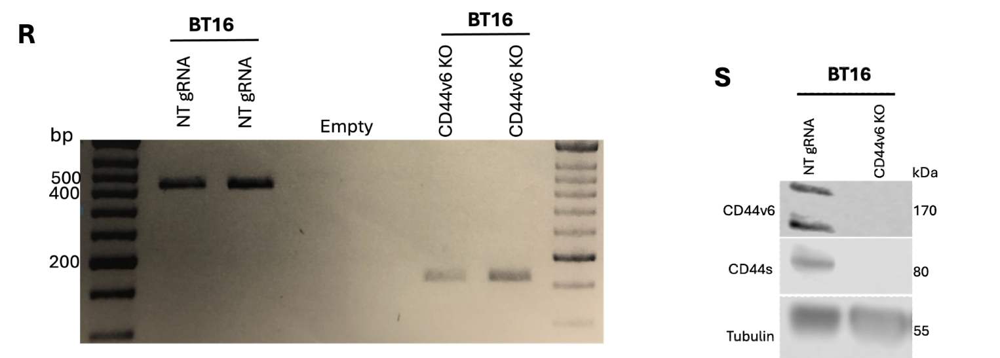 R
BT16
NT gRNA
NT gRNA
Empty
BT16
CD44v6 KO
CD44v6 KO
bp
500
400
200
S
BT16
NT gRNA
CD44v6 KO
kDa
CD44v6
170
CD44s
80
Tubulin
55